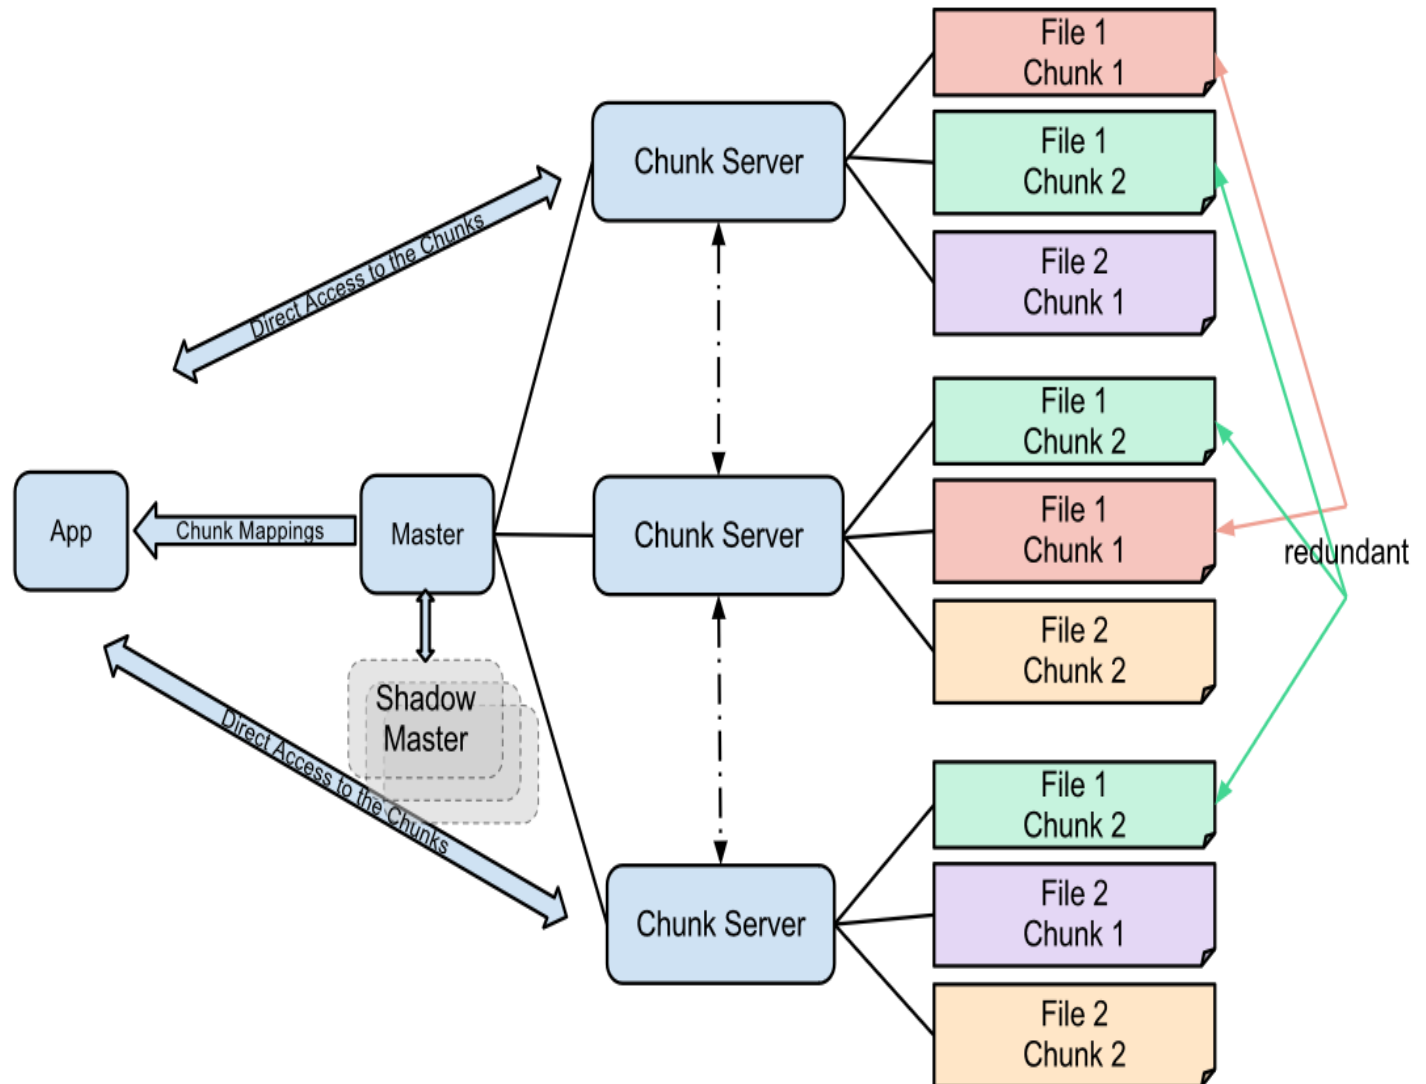 File 1
Chunk 1
File 1
Chunk 2
File 2
Chunk 1
Chunk Server
Direct Access to the Chunks
File 1
Chunk 2
File 1
Chunk 1
File 2
Chunk 2
Chunk Server
redundant
App
Chunk Mappings
Master
Shadow
Master
Direct Access to the Chunks
File 1
Chunk 2
File 2
Chunk 1
File 2
Chunk 2
Chunk Server